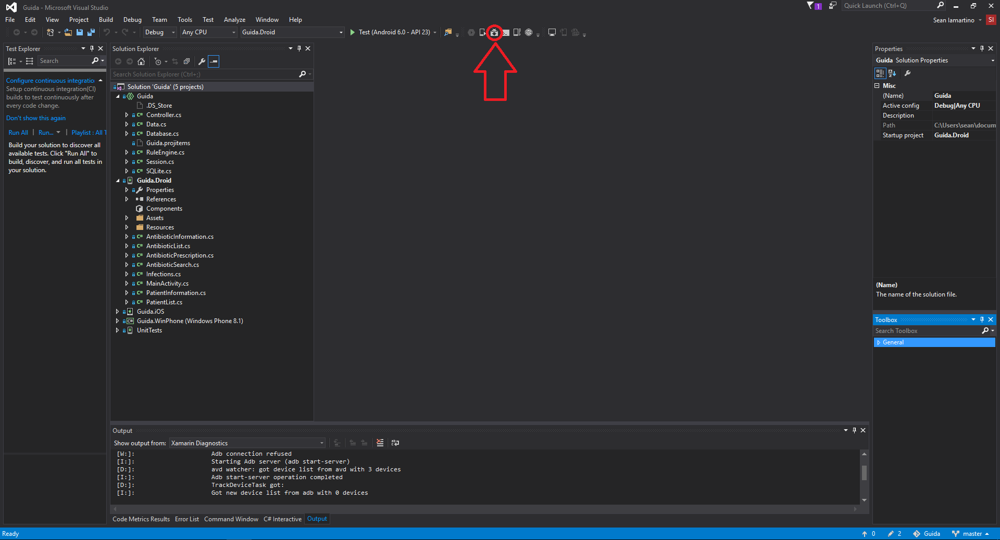 Guida - Microsoft Visual Studio
1
Quick Launch (Ctrl+Q)
File Edit View Project Build Debug Team Tools Test Analyze Window Help
Sean Iamartino
SI
Debug Any CPU Guida.Droid Test (Android 6.0 - API 23)
Test Explorer
Search
Configure continuous integratio
Setup continuous integration(CI)
builds to test continuously after
every code change.
Don't show this again
Run All | Run... | Playlist : All T
Build your solution to discover all
available tests. Click "Run All" to
build, discover, and run all tests in
your solution.
Solution Explorer
Search Solution Explorer (Ctrl+;)
Solution 'Guida' (5 projects)
Guida
.DS_Store
C# Controller.cs
C# Data.cs
C# Database.cs
Guida.projitems
C# RuleEngine.cs
C# Session.cs
C# SQLite.cs
Guida.Droid
Properties
References
Components
Assets
Resources
C# AntibioticInformation.cs
C# AntibioticList.cs
C# AntibioticPrescription.cs
C# AntibioticSearch.cs
C# Infections.cs
C# MainActivity.cs
C# PatientInformation.cs
C# PatientList.cs
Guida.iOS
C# Guida.WinPhone (Windows Phone 8.1)
UnitTests
Output
Show output from: Xamarin Diagnostics
[W:]: Adb connection refused
[I:]: Starting Adb server (adb start-server)
[D:]: avd watcher: got device list from avd with 3 devices
[I:]: Adb start-server operation completed
[D:]: TrackDeviceTask got:
[I:]: Got new device list from adb with 0 devices
Code Metrics Results Error List Command Window C# Interactive Output
Properties
Guida Solution Properties
Misc
(Name) Guida
Active config Debug|Any CPU
Description
Path C:\Users\sean\docum
Startup project Guida.Droid
(Name)
The name of the solution file.
Toolbox
Search Toolbox
General
Ready
0 2 Guida master